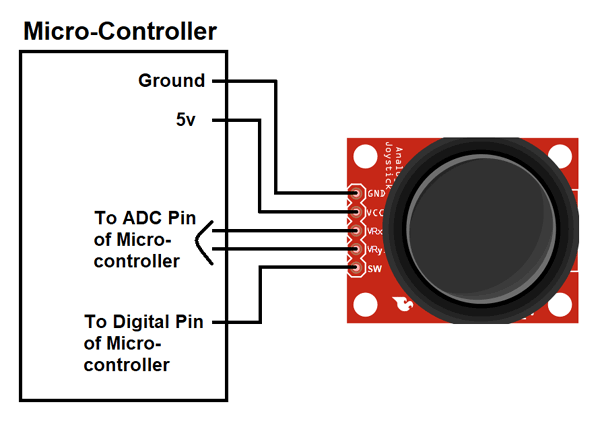 Micro-Controller
Ground
5v
To ADC Pin
of Micro-
controller
To Digital Pin
of Micro-
controller
Joystick
GND
VCC
VRx
VRy
SW